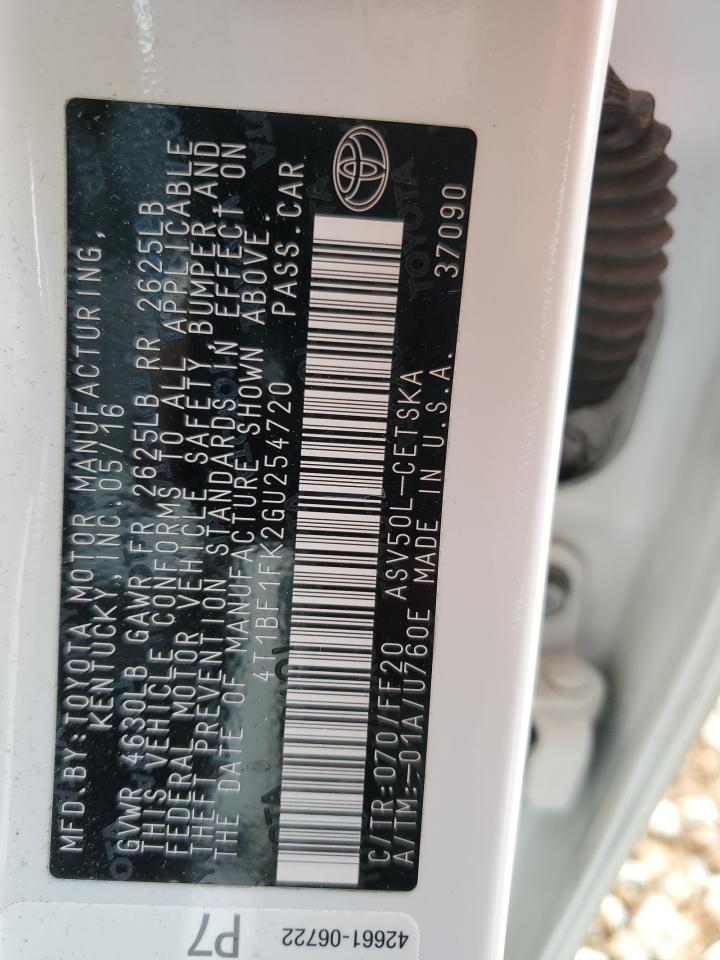 MFD BY:TOYOTA MOTOR MANUFACTURING,
KENTUCKY, INC 05/16
GVWR 4630LB GAWR FR 2625LB RR 2625LB
THIS VEHICLE CONFORMS TO ALL APPLICABLE
FEDERAL MOTOR VEHICLE SAFETY, BUMPER AND
THEFT PREVENTION STANDARDS IN EFFECT ON
THE DATE OF MANUFACTURE SHOWN ABOVE.
4T1BF1FK2GU254720 PASS.CAR
TOYOTA
C/TR:070/FE20 ASV50L-CETSKA 37090
A/TM:-01A/U760E MADE IN U.S.A.
42661-06722
P7